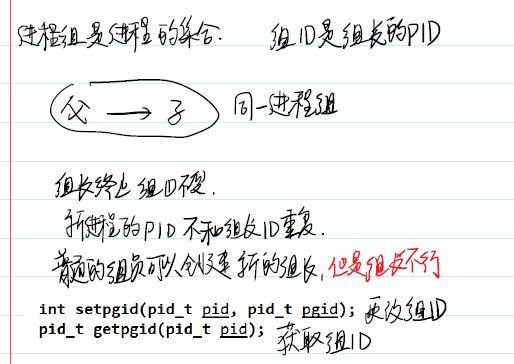 进程组是进程的集合. 组ID是组长的PID
父 → 子 同一进程组
组长终止 组ID不变.
新进程的PID 不和组长ID重复.
普通的组员可以创建新的组长, 但是组长不行
int setpgid(pid_t pid, pid_t pgid); 更改组ID
pid_t getpgid(pid_t pid); 获取组ID